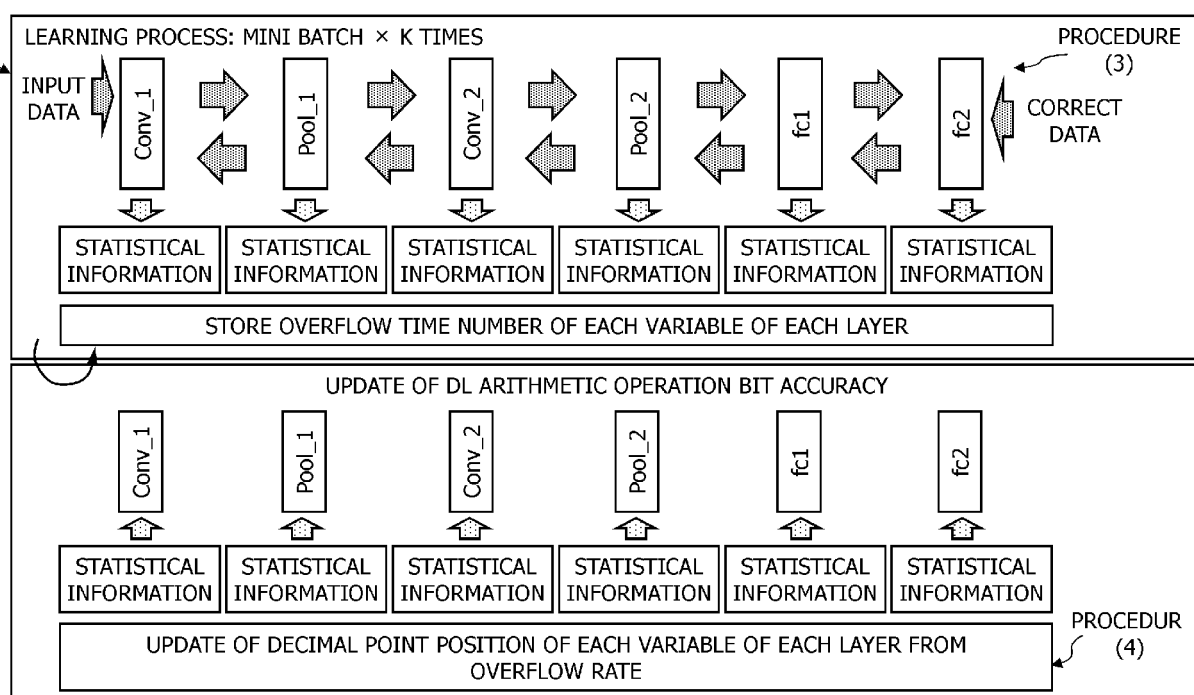 LEARNING PROCESS: MINI BATCH × K TIMES
PROCEDURE
(3)
INPUT
DATA
Conv_1
Pool_1
Conv_2
Pool_2
fc1
fc2
CORRECT
DATA
STATISTICAL
INFORMATION
STATISTICAL
INFORMATION
STATISTICAL
INFORMATION
STATISTICAL
INFORMATION
STATISTICAL
INFORMATION
STATISTICAL
INFORMATION
STORE OVERFLOW TIME NUMBER OF EACH VARIABLE OF EACH LAYER
UPDATE OF DL ARITHMETIC OPERATION BIT ACCURACY
Conv_1
Pool_1
Conv_2
Pool_2
fc1
fc2
STATISTICAL
INFORMATION
STATISTICAL
INFORMATION
STATISTICAL
INFORMATION
STATISTICAL
INFORMATION
STATISTICAL
INFORMATION
STATISTICAL
INFORMATION
UPDATE OF DECIMAL POINT POSITION OF EACH VARIABLE OF EACH LAYER FROM
OVERFLOW RATE
PROCEDUR
(4)